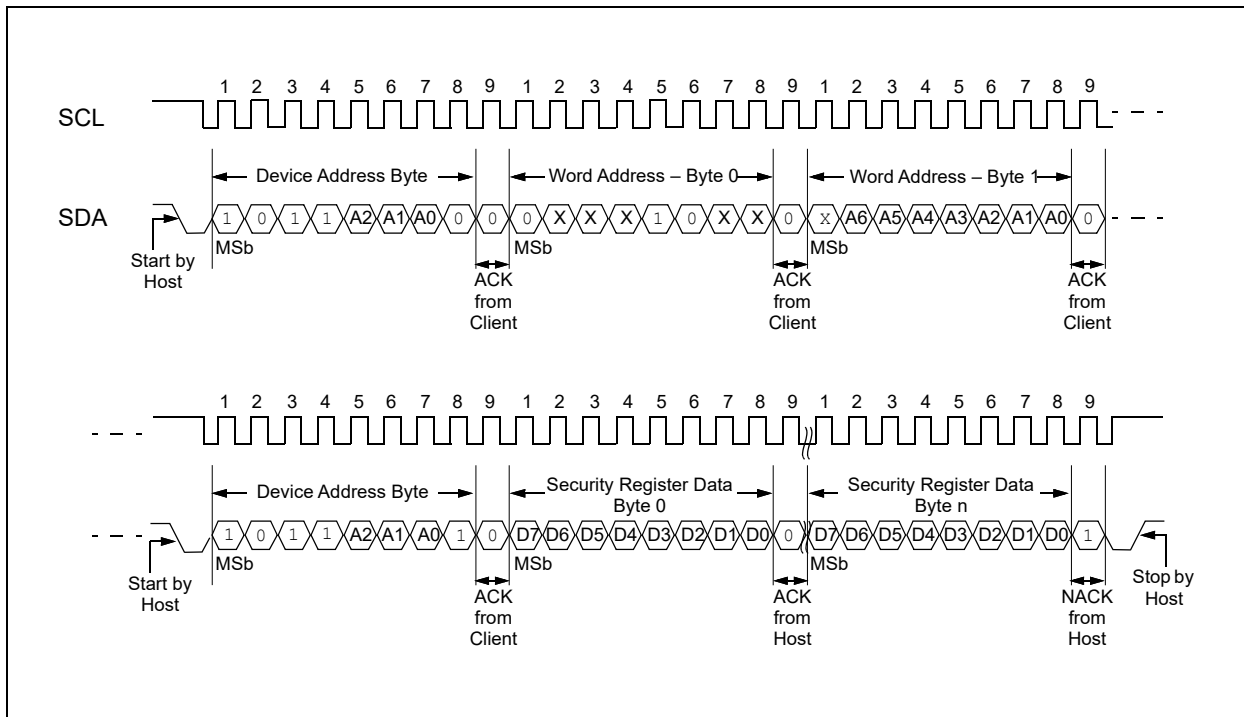 1 2 3 4 5 6 7 8 9 1 2 3 4 5 6 7 8 9 1 2 3 4 5 6 7 8 9
SCL
Device Address Byte Word Address – Byte 0 Word Address – Byte 1
SDA 1 0 1 1 A2 A1 A0 0 0 0 X X X 1 0 X X 0 X A6 A5 A4 A3 A2 A1 A0 0
MSb MSb MSb
Start by
Host
ACK
from
Client
ACK
from
Client
ACK
from
Client
1 2 3 4 5 6 7 8 9 1 2 3 4 5 6 7 8 9 1 2 3 4 5 6 7 8 9
Device Address Byte
Security Register Data
Byte 0
Security Register Data
Byte n
1 0 1 1 A2 A1 A0 1 0 D7 D6 D5 D4 D3 D2 D1 D0 0 D7 D6 D5 D4 D3 D2 D1 D0 1
MSb MSb MSb
Start by
Host
ACK
from
Client
ACK
from
Host
NACK
from
Host
Stop by
Host